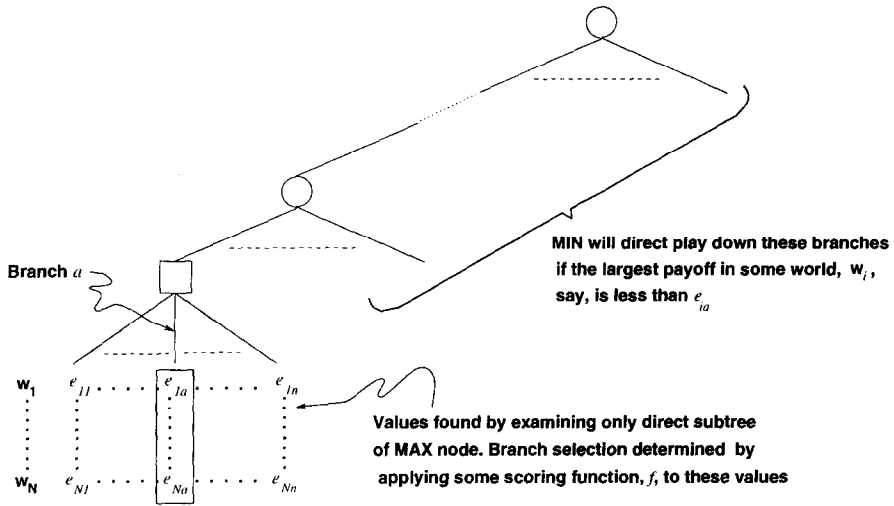 MIN will direct play down these branches
if the largest payoff in some world, w_i ,
say, is less than e_ia
Branch a
w_1 e_11 e_1a e_1n
Values found by examining only direct subtree
of MAX node. Branch selection determined by
applying some scoring function, f, to these values
w_N e_N1 e_Na e_Nn